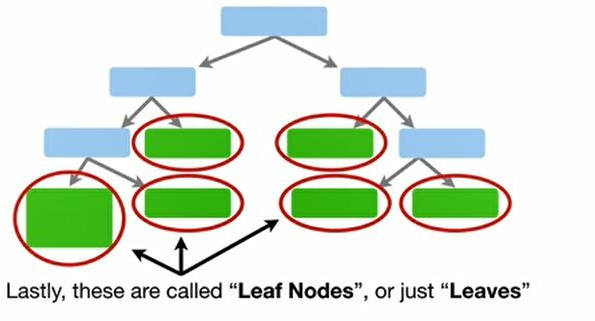 Lastly, these are called “Leaf Nodes”, or just “Leaves”